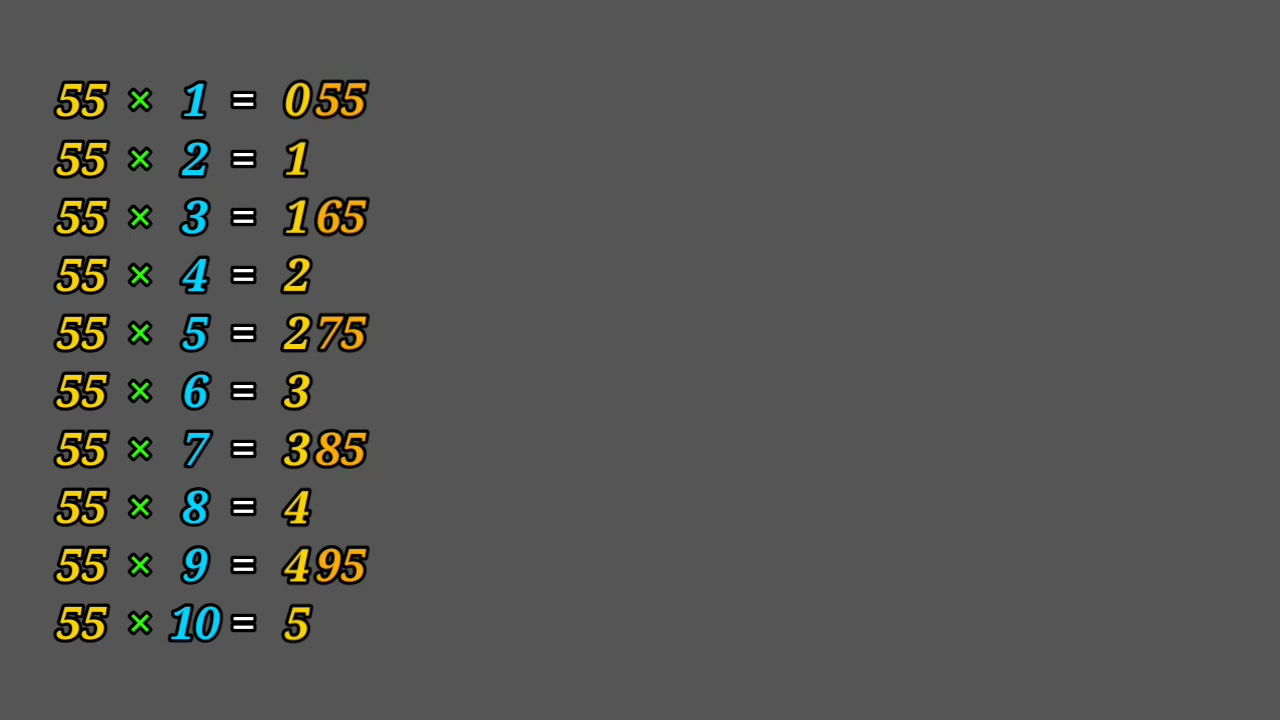 55 × 1 = 055
55 × 2 = 1
55 × 3 = 165
55 × 4 = 2
55 × 5 = 275
55 × 6 = 3
55 × 7 = 385
55 × 8 = 4
55 × 9 = 495
55 × 10 = 5